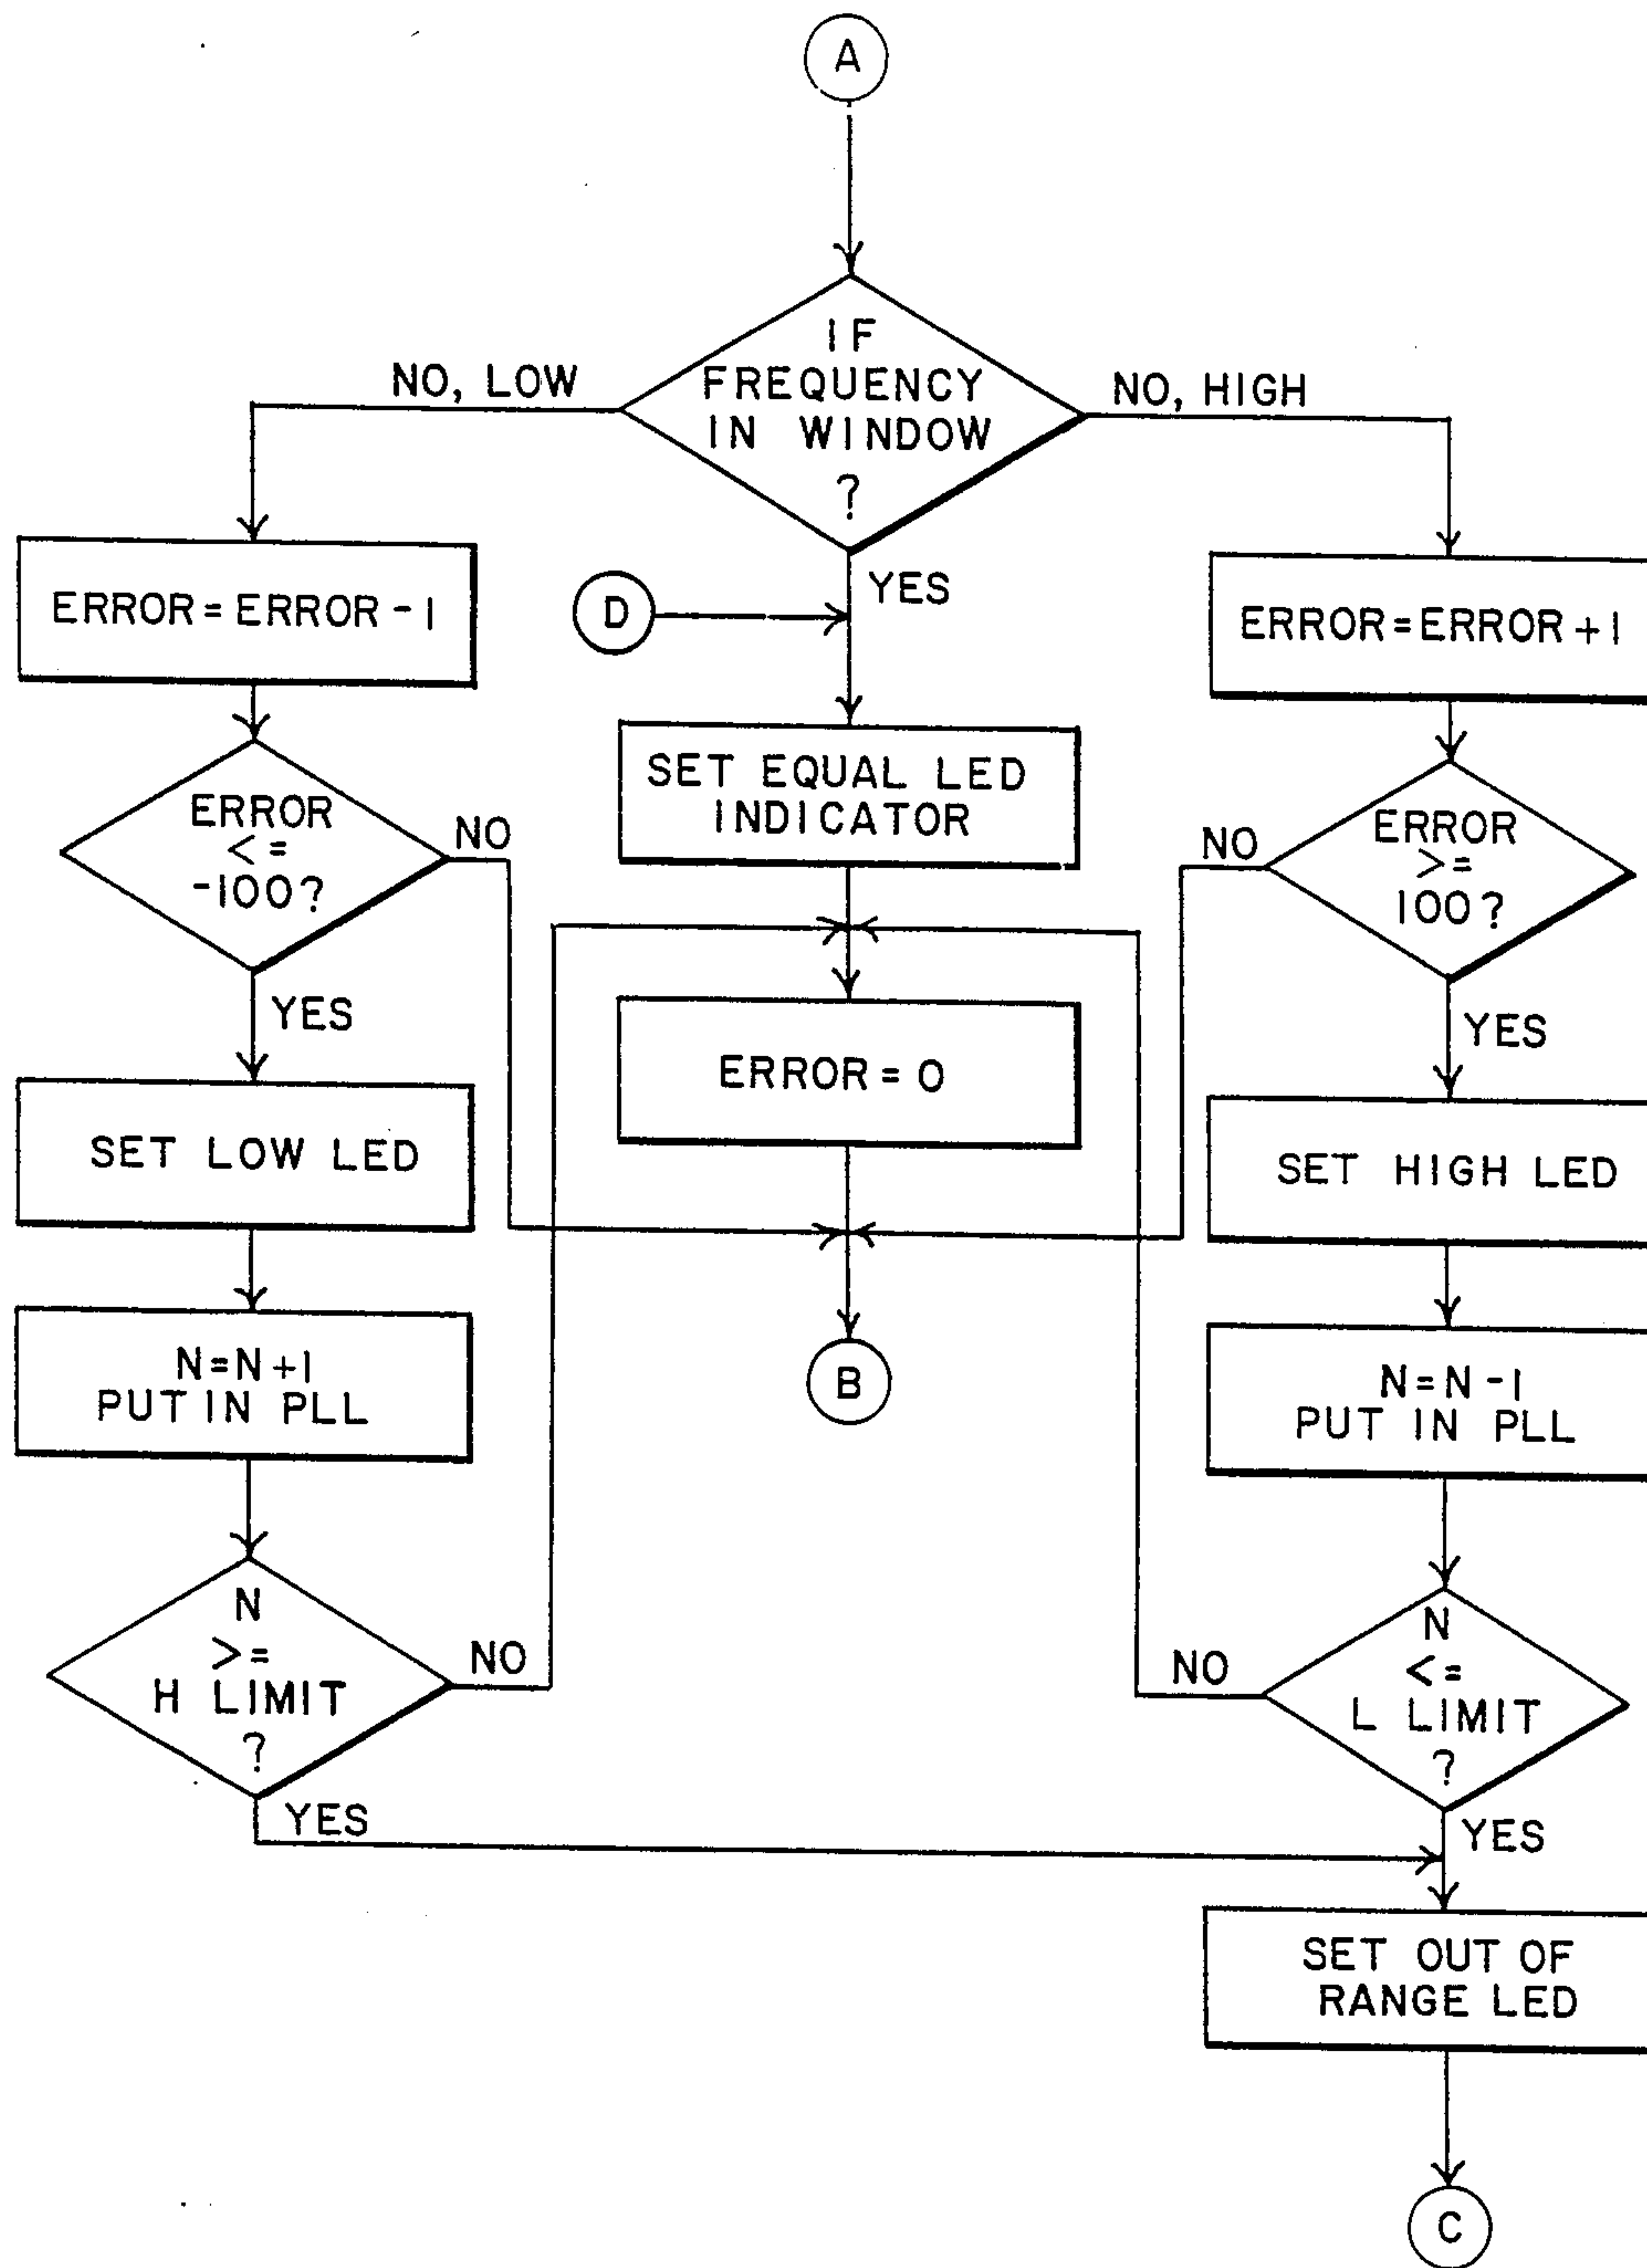 A
IF
FREQUENCY
IN WINDOW
?
NO, LOW
NO, HIGH
YES
ERROR = ERROR - 1
D
ERROR = ERROR + 1
SET EQUAL LED
INDICATOR
ERROR
<=
-100?
NO
YES
ERROR
>=
100?
NO
YES
ERROR = 0
SET LOW LED
SET HIGH LED
N=N+1
PUT IN PLL
B
N=N-1
PUT IN PLL
N
>=
H LIMIT
?
NO
YES
N
<=
L LIMIT
?
NO
YES
SET OUT OF
RANGE LED
C